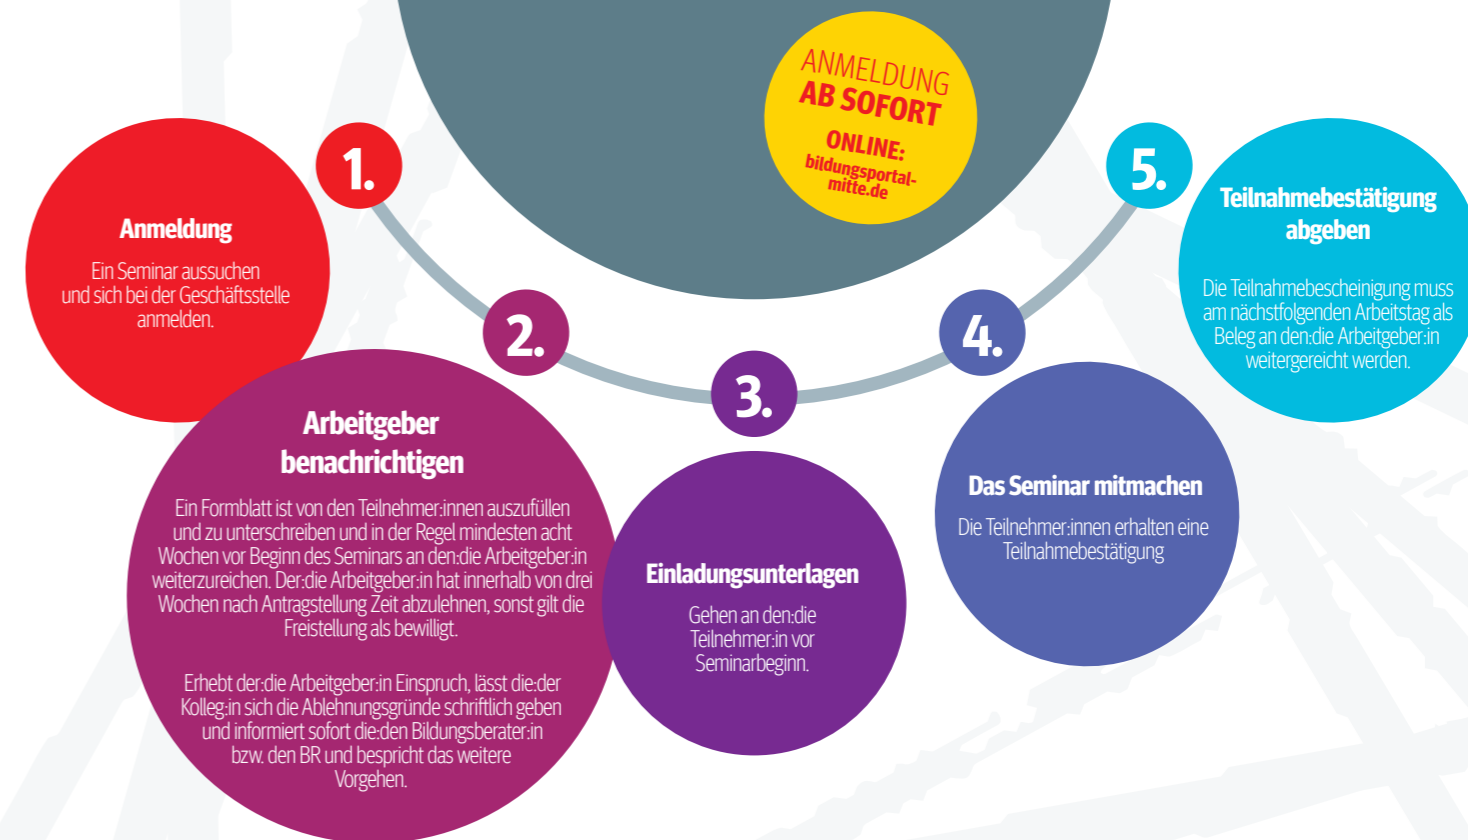 ANMELDUNG
AB SOFORT
ONLINE:
bildungsportal-
mitte.de
1.
Anmeldung
Ein Seminar aussuchen
und sich bei der Geschäftsstelle
anmelden.
2.
Arbeitgeber
benachrichtigen
Ein Formblatt ist von den Teilnehmer:innen auszufüllen
und zu unterschreiben und in der Regel mindesten acht
Wochen vor Beginn des Seminars an den:die Arbeitgeber:in
weiterzureichen. Der:die Arbeitgeber:in hat innerhalb von drei
Wochen nach Antragstellung Zeit abzulehnen, sonst gilt die
Freistellung als bewilligt.
Erhebt der:die Arbeitgeber:in Einspruch, lässt die:der
Kolleg:in sich die Ablehnungsgründe schriftlich geben
und informiert sofort die:den Bildungsberater:in
bzw. den BR und bespricht das weitere
Vorgehen.
3.
Einladungsunterlagen
Gehen an den:die
Teilnehmer:in vor
Seminarbeginn.
4.
Das Seminar mitmachen
Die Teilnehmer:innen erhalten eine
Teilnahmebestätigung
5.
Teilnahmebestätigung
abgeben
Die Teilnahmebescheinigung muss
am nächstfolgenden Arbeitstag als
Beleg an den:die Arbeitgeber:in
weitergereicht werden.